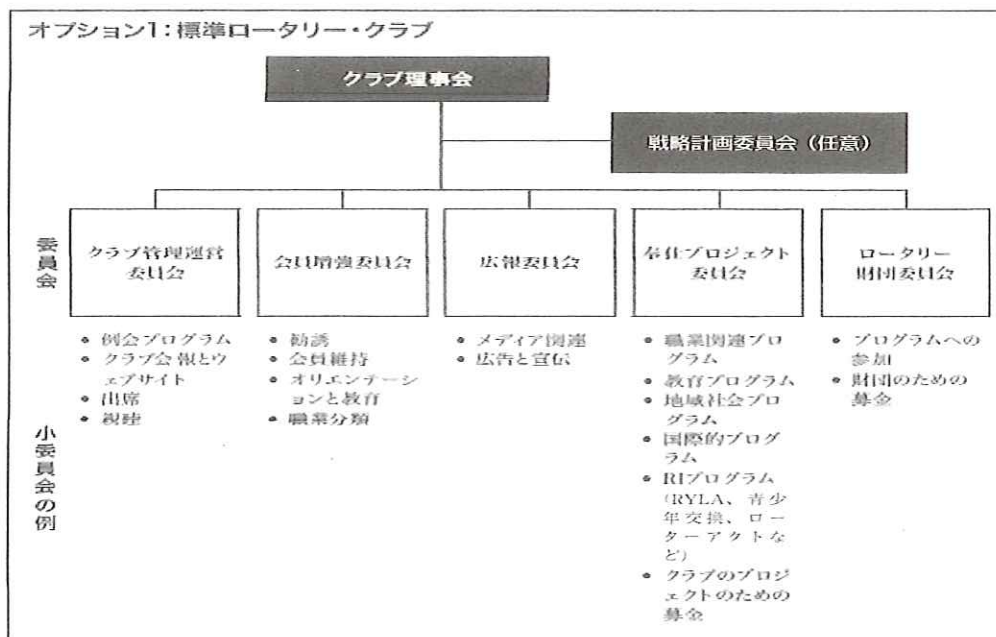 オプション1：標準ロータリー・クラブ
クラブ理事会
戦略計画委員会（任意）
委員会
クラブ管理運営
委員会
会員増強委員会
広報委員会
奉仕プロジェクト
委員会
ロータリー
財団委員会
小委員会の例
• 例会プログラム
• クラブ会報とウ
ェブサイト
• 出席
• 親睦
• 勧誘
• 会員維持
• オリエンテーシ
ョンと教育
• 職業分類
• メディア関連
• 広告と宣伝
• 職業関連プロ
グラム
• 教育プログラム
• 地域社会プロ
グラム
• 国際的プログ
ラム
• RIプログラム
（RYLA、青少
年交換、ロー
ターアクトな
ど）
• クラブのプロジ
ェクトのための
募金
• プログラムへの
参加
• 財団のための
募金